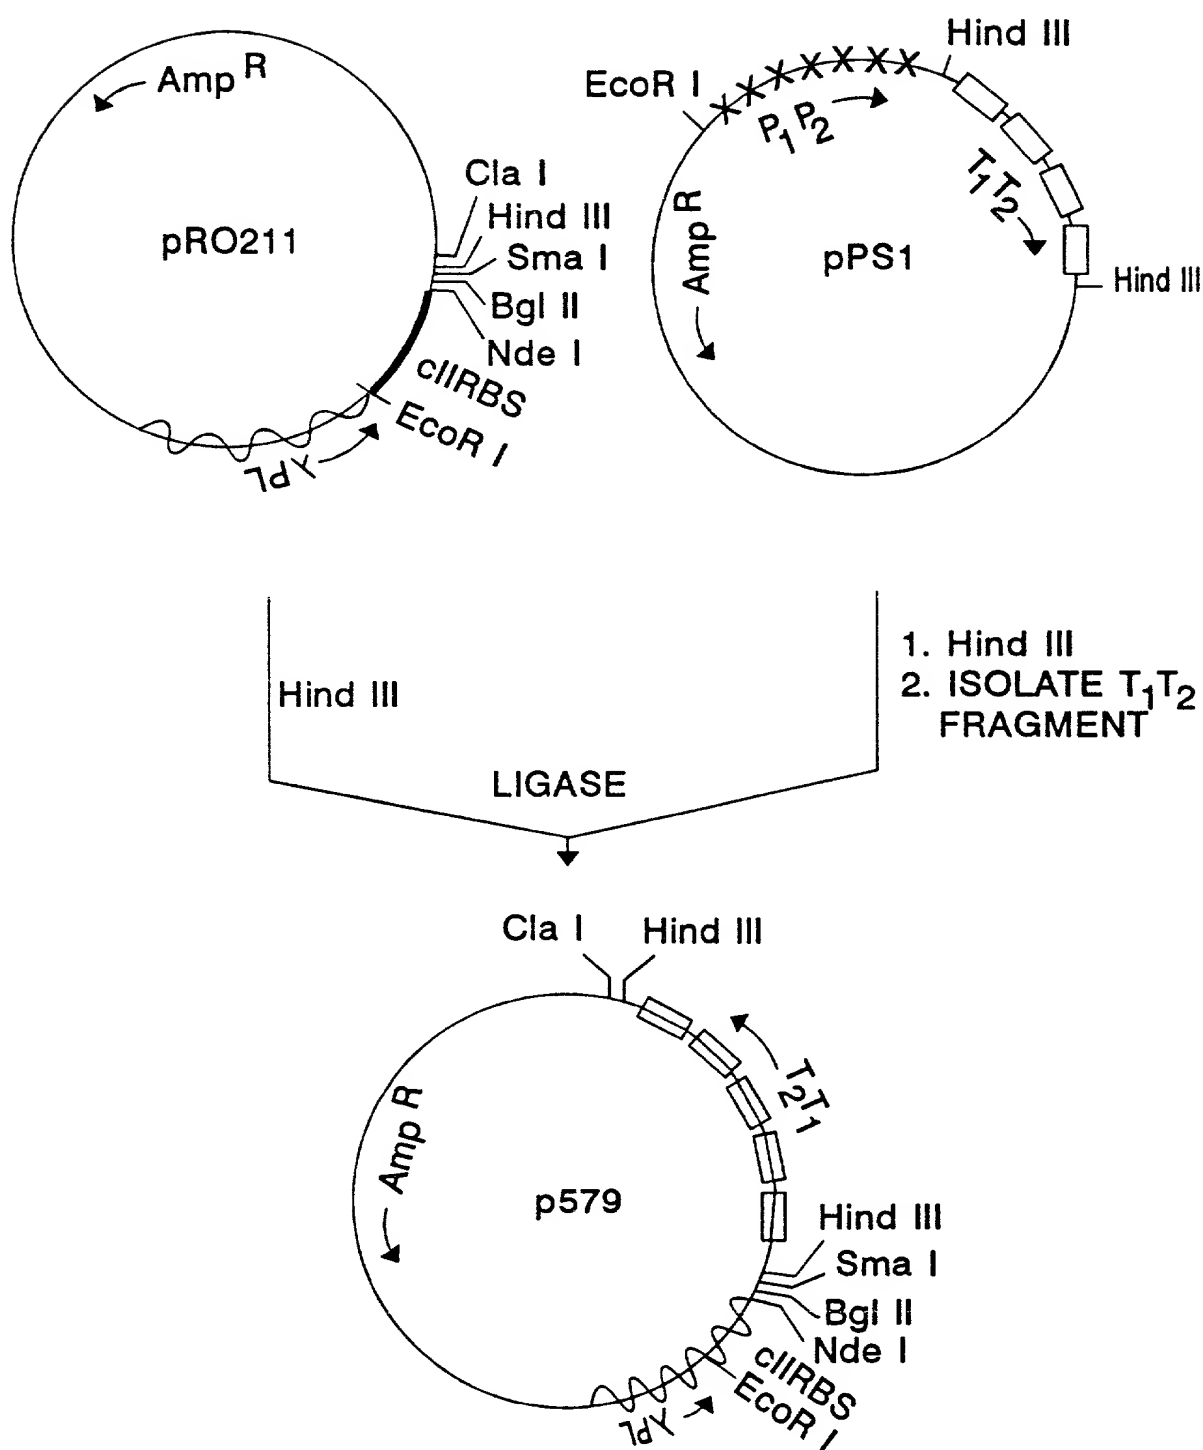 Amp R
pRO211
Cla I
Hind III
Sma I
Bgl II
Nde I
cIIRBS
EcoR I
λPL
Hind III
EcoR I
P1P2
T1T2
Amp R
pPS1
Hind III
Hind III
1. Hind III
2. ISOLATE T1T2
FRAGMENT
LIGASE
Cla I
Hind III
T2T1
Amp R
p579
Hind III
Sma I
Bgl II
Nde I
cIIRBS
EcoR I
λPL